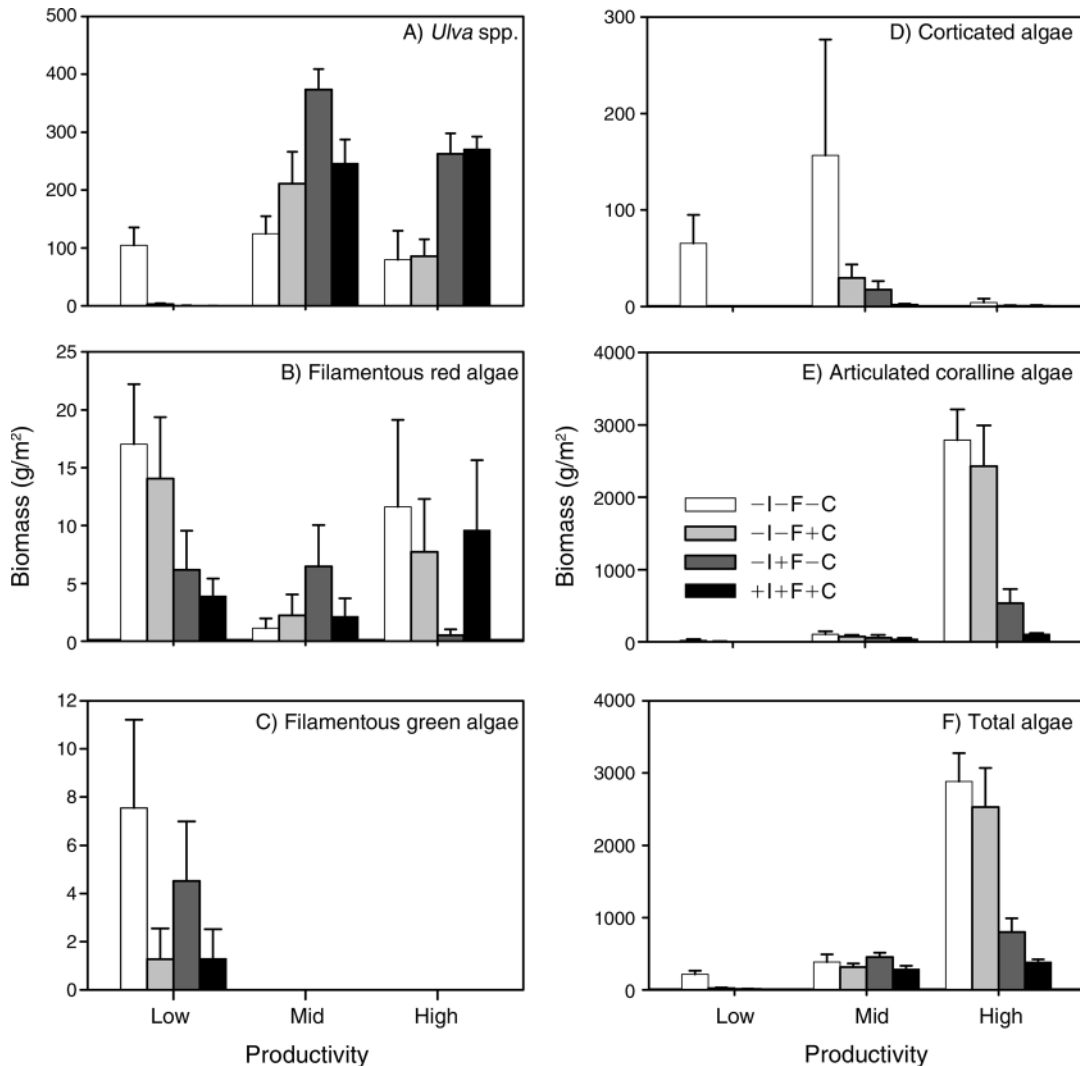 A) Ulva spp.
500
400
300
200
100
0
B) Filamentous red algae
25
20
15
10
5
0
Biomass (g/m²)
C) Filamentous green algae
12
10
8
6
4
2
0
Low Mid High
Productivity
D) Corticated algae
300
200
100
0
E) Articulated coralline algae
4000
3000
2000
1000
0
Biomass (g/m²)
−I−F−C
−I−F+C
−I+F−C
+I+F+C
F) Total algae
4000
3000
2000
1000
0
Low Mid High
Productivity